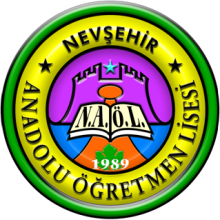 NEVŞEHİR
N.A.Ö.L.
1989
ANADOLU ÖĞRETMEN LİSESİ